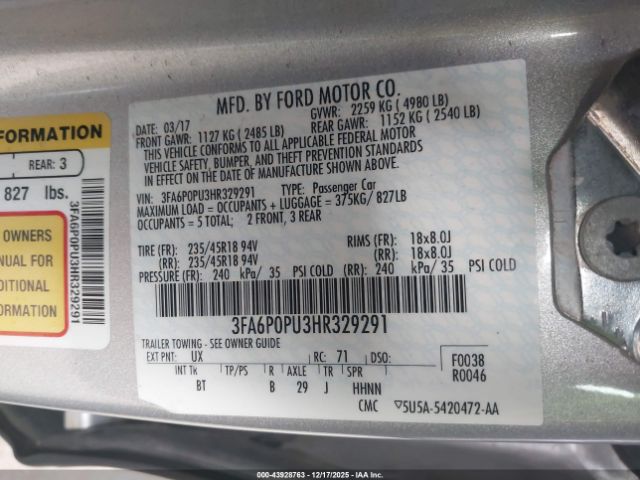 MFD. BY FORD MOTOR CO.
DATE: 03/17 GVWR: 2259 KG ( 4980 LB)
FRONT GAWR: 1127 KG ( 2485 LB) REAR GAWR: 1152 KG ( 2540 LB)
THIS VEHICLE CONFORMS TO ALL APPLICABLE FEDERAL MOTOR
VEHICLE SAFETY, BUMPER, AND THEFT PREVENTION STANDARDS
IN EFFECT ON THE DATE OF MANUFACTURE SHOWN ABOVE.
VIN: 3FA6P0PU3HR329291 TYPE: Passenger Car
MAXIMUM LOAD = OCCUPANTS + LUGGAGE = 375KG/ 827LB
OCCUPANTS = 5 TOTAL; 2 FRONT, 3 REAR
TIRE (FR): 235/45R18 94V RIMS (FR): 18x8.0J
(RR): 235/45R18 94V (RR): 18x8.0J
PRESSURE (FR): 240 kPa/ 35 PSI COLD (RR): 240 kPa/ 35 PSI COLD
3FA6P0PU3HR329291
TRAILER TOWING - SEE OWNER GUIDE
EXT PNT: UX RC: 71 DSO:
F0038
R0046
INT TR TP/PS R AXLE TR SPR
BT B 29 J HHNN
CMC 5U5A-5420472-AA
FORMATION
REAR: 3
827 lbs.
OWNERS
NUAL FOR
DITIONAL
3FA6P0PU3HR329291
000-43928763 - 12/17/2025 - IAAI.COM